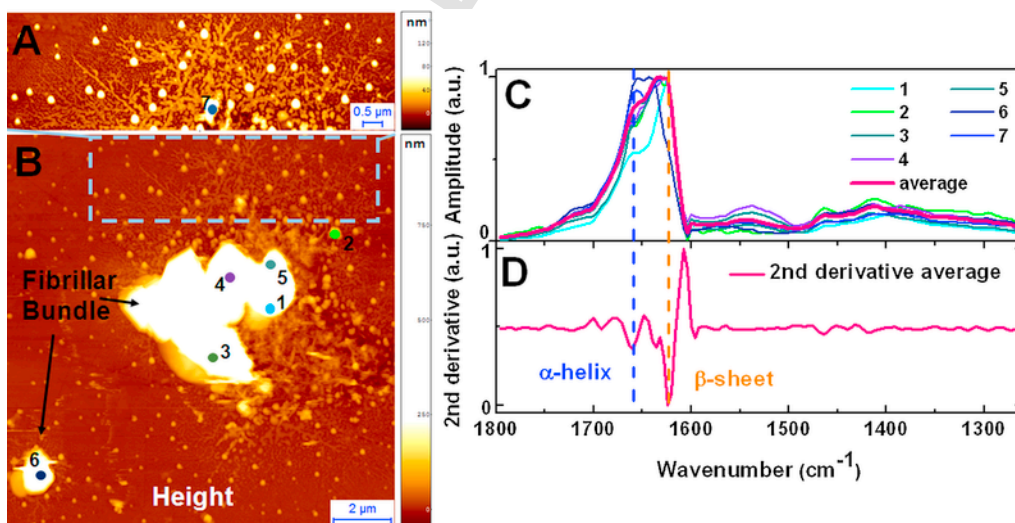 A
7
0.5 µm
nm
120
80
40
0
B
2
4
5
1
3
6
Fibrillar
Bundle
Height
2 µm
nm
750
500
250
0
C
Amplitude (a.u.)
1
0
1
2
3
4
average
5
6
7
D
2nd derivative (a.u.)
1
0
2nd derivative average
α-helix
β-sheet
1800
1700
1600
1500
1400
1300
Wavenumber (cm⁻¹)